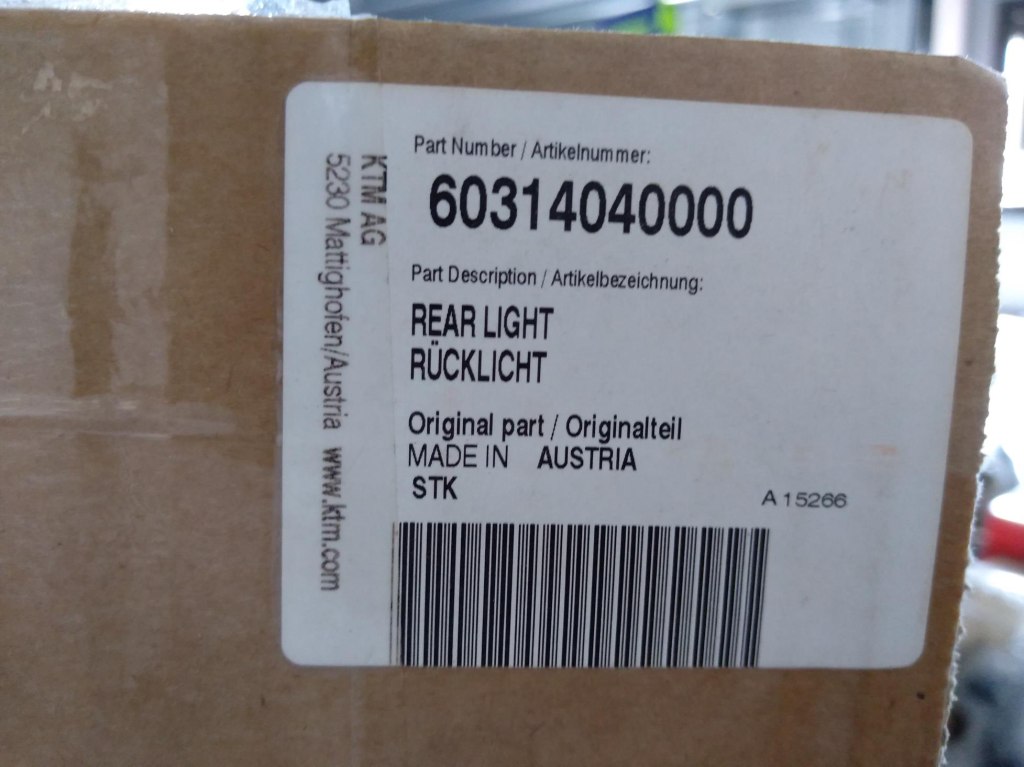 Part Number / Artikelnummer:
60314040000
Part Description / Artikelbezeichnung:
REAR LIGHT
RÜCKLICHT
Original part / Originalteil
MADE IN AUSTRIA
STK
A 15266
KTM AG
5230 Mattighofen/Austria www.ktm.com